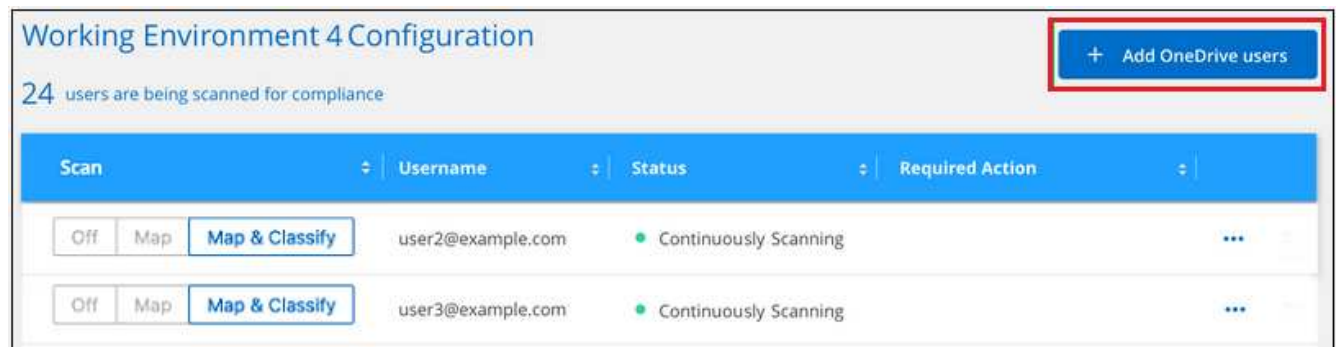 Working Environment 4 Configuration
+ Add OneDrive users
24 users are being scanned for compliance
Scan Username Status Required Action
Off Map Map & Classify user2@example.com Continuously Scanning ...
Off Map Map & Classify user3@example.com Continuously Scanning ...